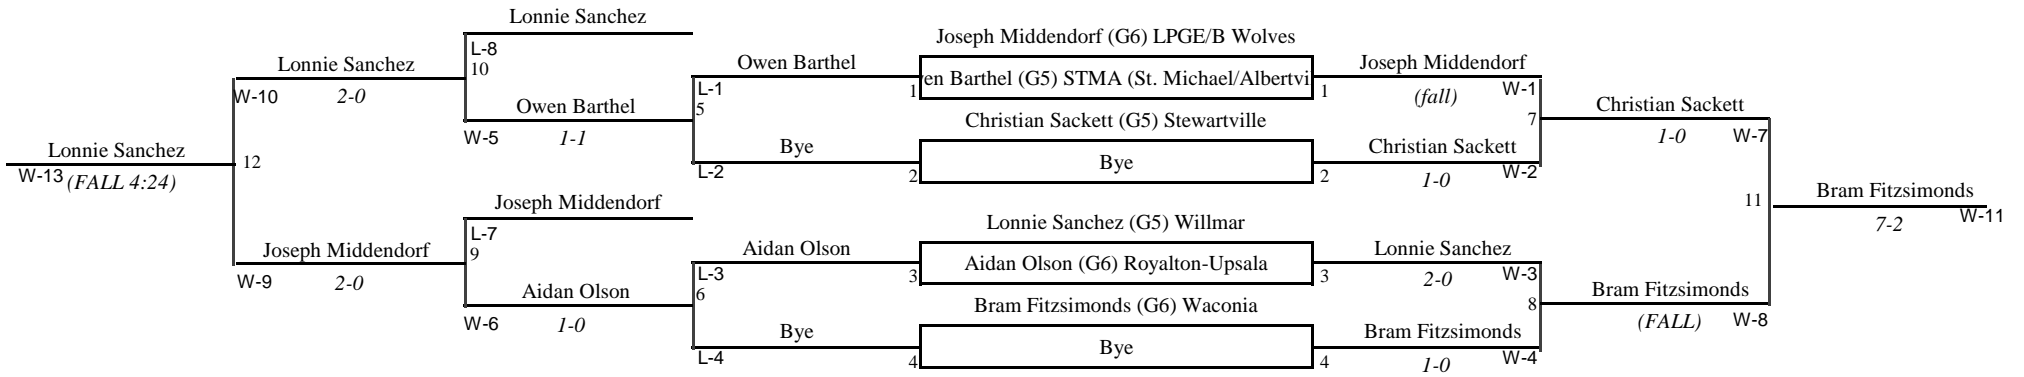 Lonnie Sanchez
L-8
10
Lonnie Sanchez
W-10
2-0
Owen Barthel
W-5
1-1
Lonnie Sanchez
W-13 (FALL 4:24)
12
Joseph Middendorf
L-7
9
Joseph Middendorf
W-9
2-0
Aidan Olson
W-6
1-0
Owen Barthel
1
L-1
5
Bye
2
L-2
Aidan Olson
3
L-3
6
Bye
4
L-4
Joseph Middendorf (G6) LPGE/B Wolves
en Barthel (G5) STMA (St. Michael/Albertvi
Christian Sackett (G5) Stewartville
Bye
Lonnie Sanchez (G5) Willmar
Aidan Olson (G6) Royalton-Upsala
Bram Fitzsimonds (G6) Waconia
Bye
Joseph Middendorf
1
(fall)
W-1
7
Christian Sackett
2
1-0
W-2
Lonnie Sanchez
3
2-0
W-3
8
Bram Fitzsimonds
4
1-0
W-4
Christian Sackett
1-0
W-7
11
Bram Fitzsimonds
(FALL)
W-8
Bram Fitzsimonds
7-2
W-11